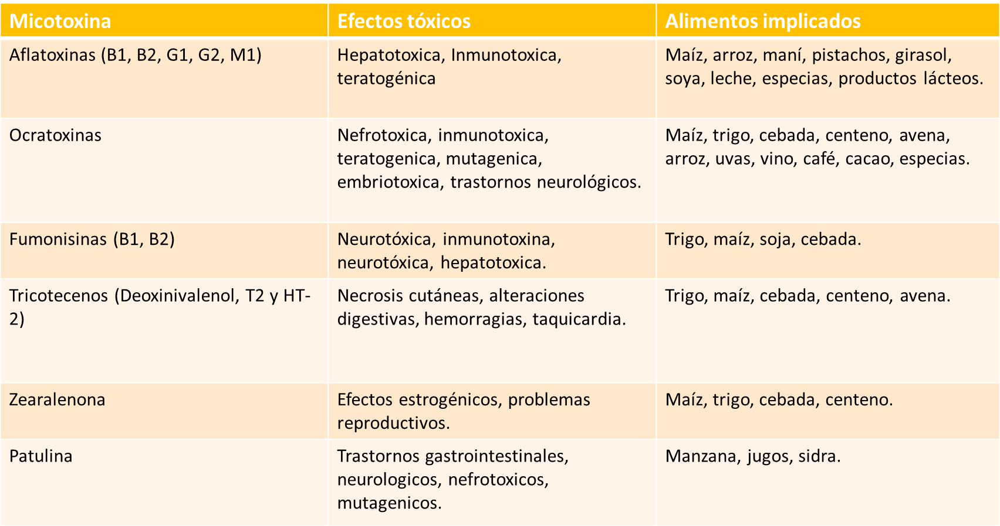 Micotoxina
Efectos tóxicos
Alimentos implicados
Aflatoxinas (B1, B2, G1, G2, M1)
Hepatotoxica, Inmunotoxica,
teratogénica
Maíz, arroz, maní, pistachos, girasol,
soya, leche, especias, productos lácteos.
Ocratoxinas
Nefrotoxica, inmunotoxica,
teratogenica, mutagenica,
embriotoxica, trastornos neurológicos.
Maíz, trigo, cebada, centeno, avena,
arroz, uvas, vino, café, cacao, especias.
Fumonisinas (B1, B2)
Neurotóxica, inmunotoxina,
neurotóxica, hepatotoxica.
Trigo, maíz, soja, cebada.
Tricotecenos (Deoxinivalenol, T2 y HT-
2)
Necrosis cutáneas, alteraciones
digestivas, hemorragias, taquicardia.
Trigo, maíz, cebada, centeno, avena.
Zearalenona
Efectos estrogénicos, problemas
reproductivos.
Maíz, trigo, cebada, centeno.
Patulina
Trastornos gastrointestinales,
neurologicos, nefrotoxicos,
mutagenicos.
Manzana, jugos, sidra.